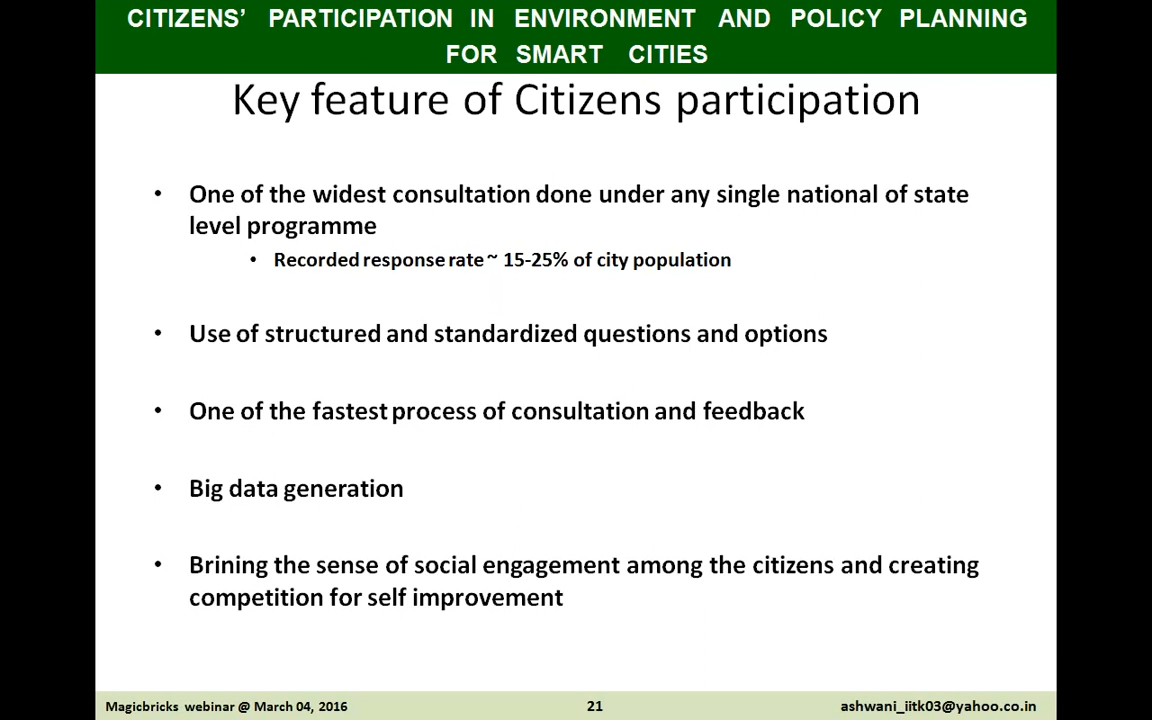 CITIZENS’ PARTICIPATION IN ENVIRONMENT AND POLICY PLANNING
FOR SMART CITIES
Key feature of Citizens participation
• One of the widest consultation done under any single national of state
level programme
• Recorded response rate ~ 15-25% of city population
• Use of structured and standardized questions and options
• One of the fastest process of consultation and feedback
• Big data generation
• Brining the sense of social engagement among the citizens and creating
competition for self improvement
Magicbricks webinar @ March 04, 2016 21 ashwani_iitk03@yahoo.co.in